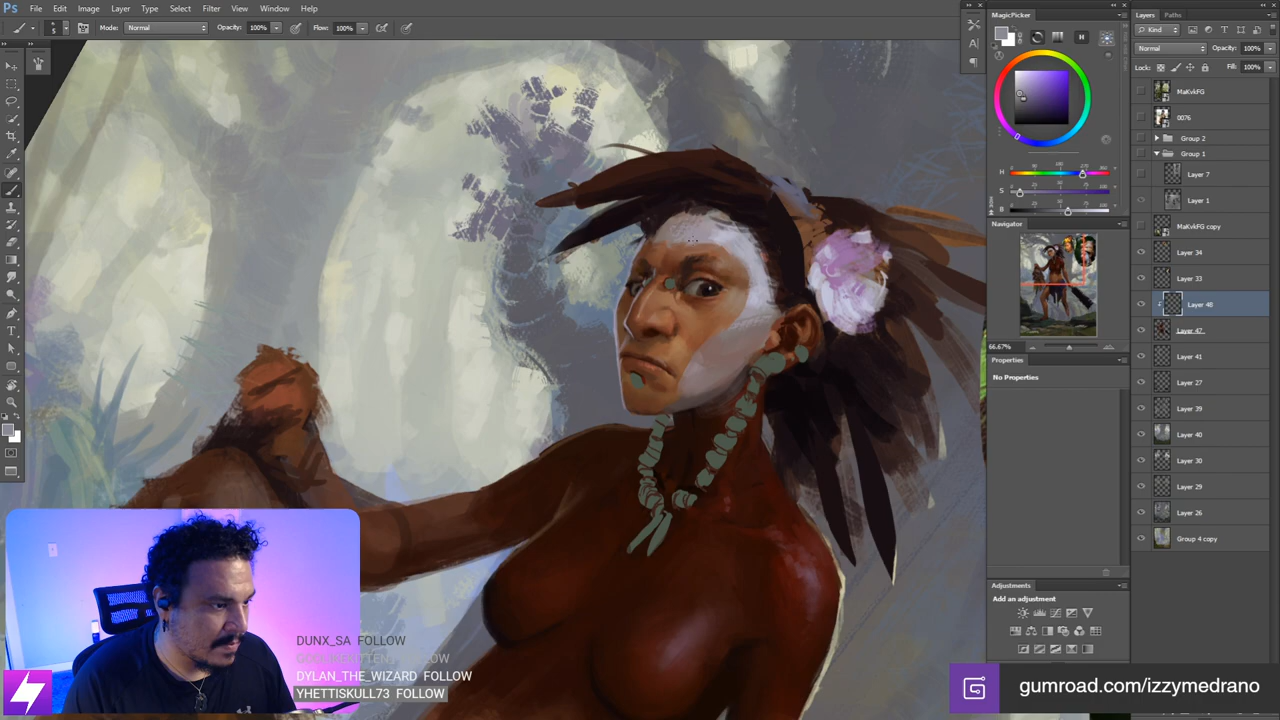 Ps File Edit Image Layer Type Select Filter View Window Help
5 Mode: Normal Opacity: 100% Flow: 100%
MagicPicker
H
H
S
B
Navigator
66.67%
Properties
No Properties
Adjustments
Add an adjustment
Layers Paths
Kind
Normal Opacity: 100%
Lock: Fill: 100%
MaKvkFG
0076
Group 2
Group 1
Layer 7
Layer 1
MaKvkFG copy
Layer 34
Layer 33
Layer 48
Layer 47
Layer 41
Layer 27
Layer 39
Layer 40
Layer 30
Layer 29
Layer 26
Group 4 copy
DUNX_SA FOLLOW
DYLAN_THE_WIZARD FOLLOW
YHETTISKULL73 FOLLOW
gumroad.com/izzymedrano